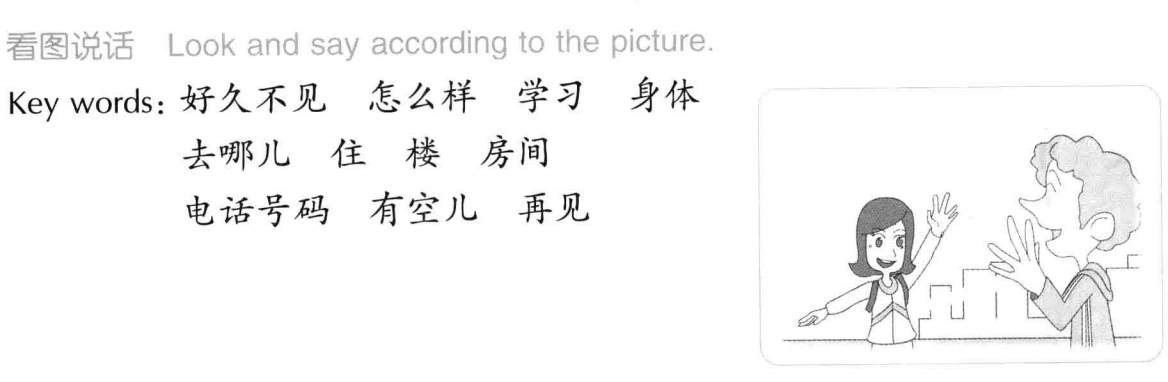 看图说话 Look and say according to the picture.
Key words: 好久不见 怎么样 学习 身体
去哪儿 住 楼 房间
电话号码 有空儿 再见